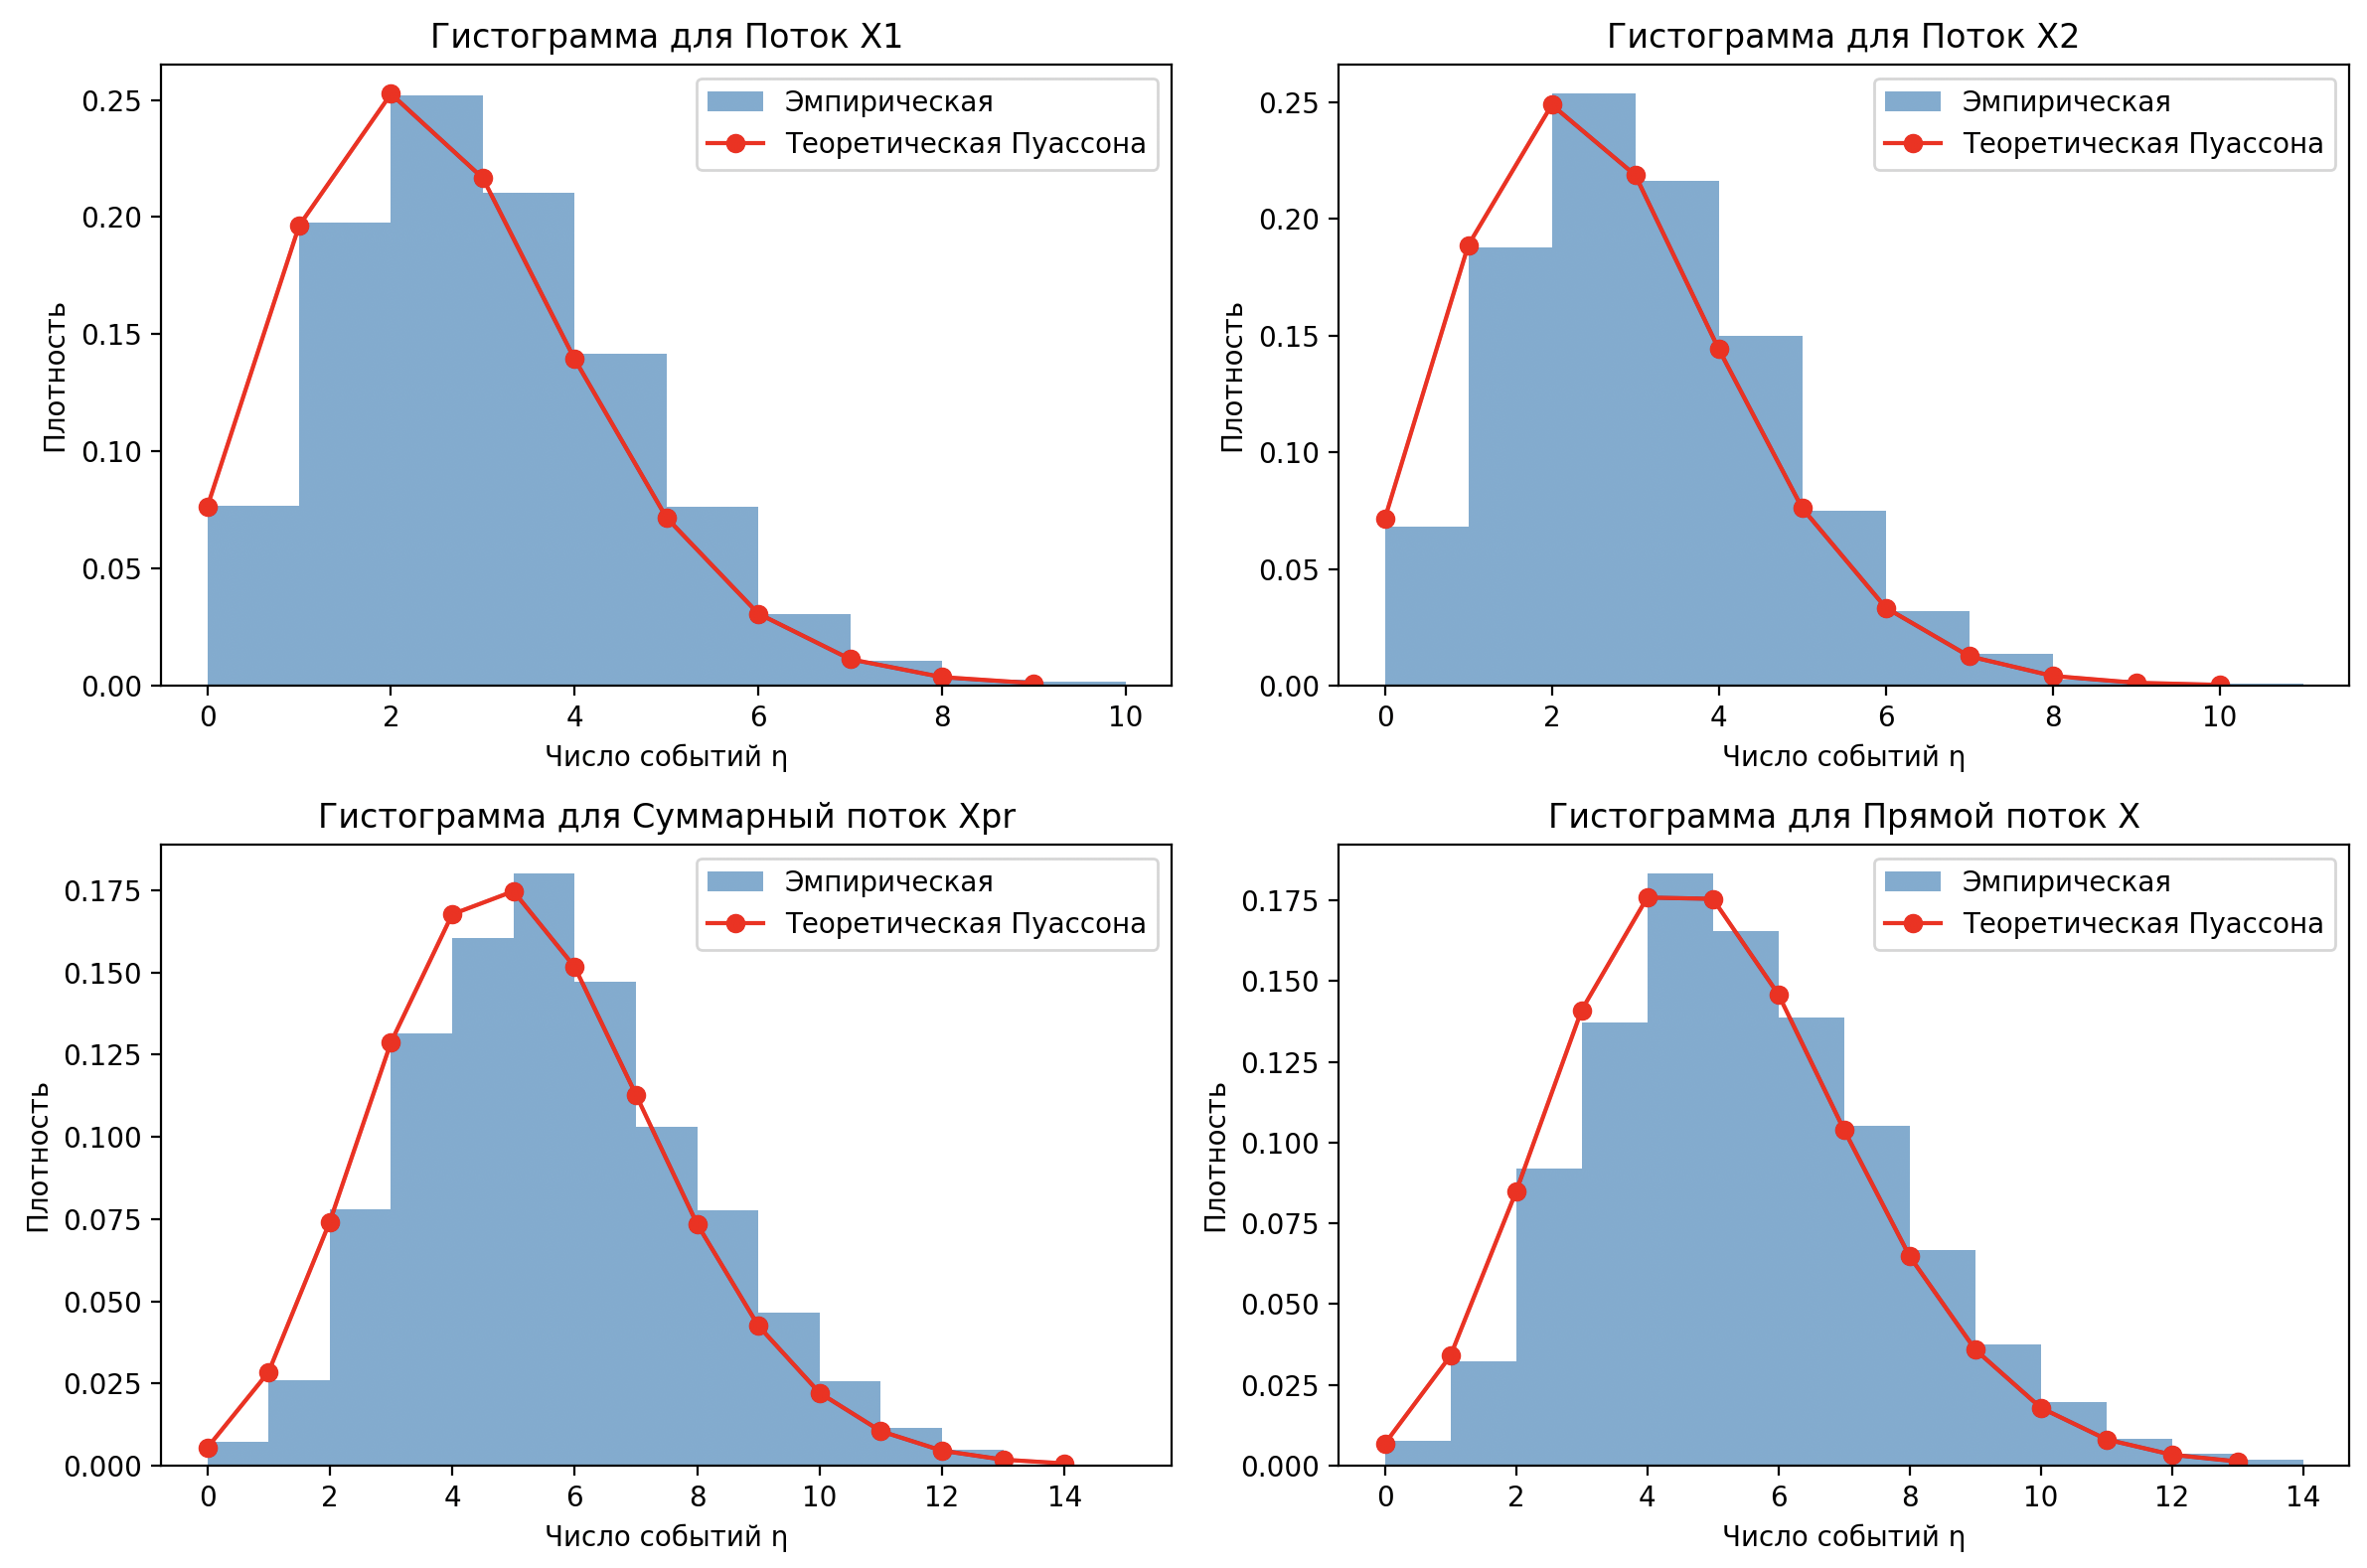 Гистограмма для Поток X1
Эмпирическая
Теоретическая Пуассона
Плотность
0.25
0.20
0.15
0.10
0.05
0.00
0 2 4 6 8 10
Число событий η
Гистограмма для Поток X2
Эмпирическая
Теоретическая Пуассона
Плотность
0.25
0.20
0.15
0.10
0.05
0.00
0 2 4 6 8 10
Число событий η
Гистограмма для Суммарный поток Xpr
Эмпирическая
Теоретическая Пуассона
Плотность
0.175
0.150
0.125
0.100
0.075
0.050
0.025
0.000
0 2 4 6 8 10 12 14
Число событий η
Гистограмма для Прямой поток X
Эмпирическая
Теоретическая Пуассона
Плотность
0.175
0.150
0.125
0.100
0.075
0.050
0.025
0.000
0 2 4 6 8 10 12 14
Число событий η